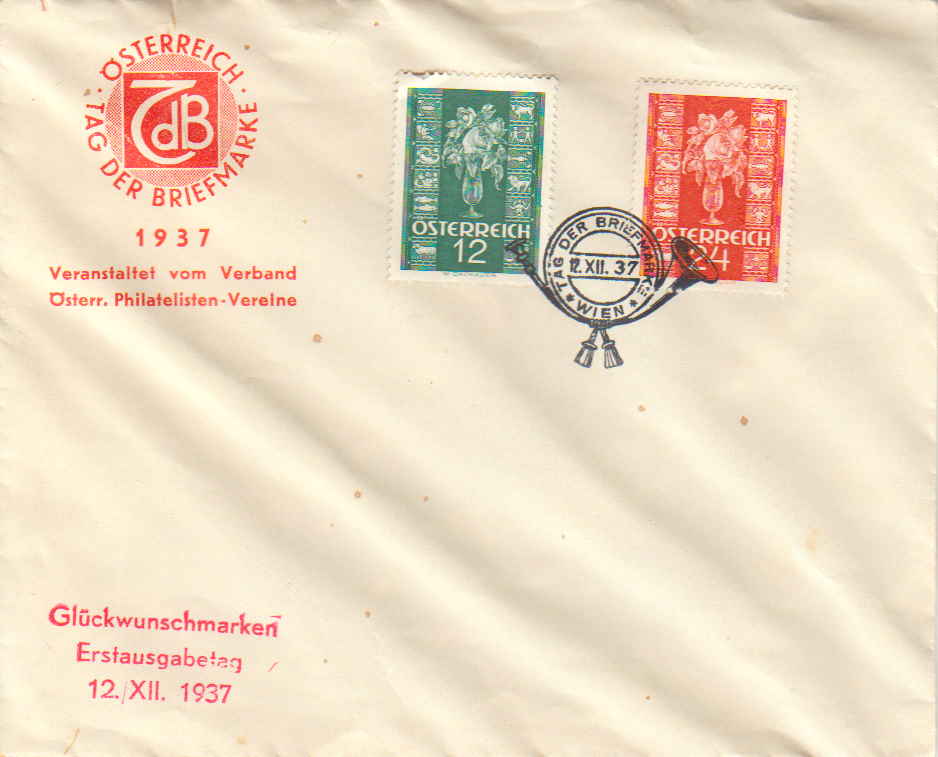 ÖSTERREICH · TAG DER BRIEFMARKE ·
TdB
1937
Veranstaltet vom Verband
Österr. Philatelisten-Vereine
ÖSTERREICH
12
ÖSTERREICH
24
TAG DER BRIEFMARKE
12.XII.37
* WIEN *
Glückwunschmarken
Erstausgabetag
12./XII. 1937